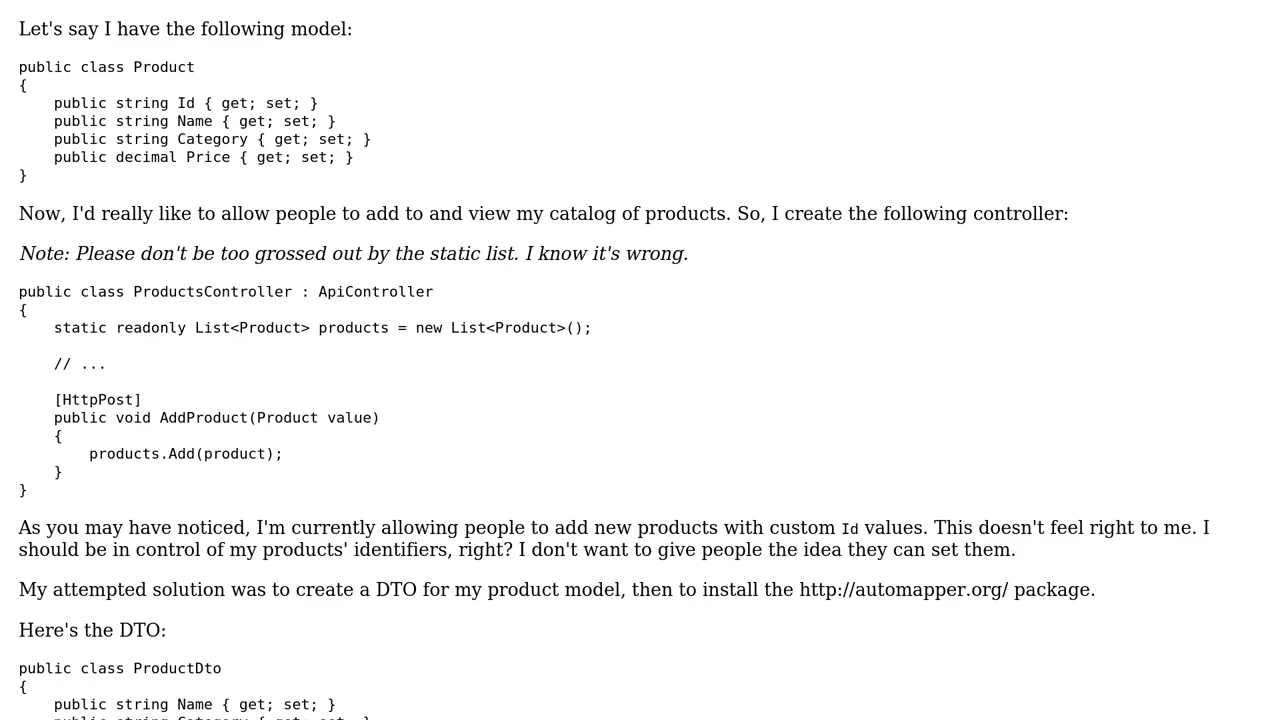 Let's say I have the following model:
public class Product
{
    public string Id { get; set; }
    public string Name { get; set; }
    public string Category { get; set; }
    public decimal Price { get; set; }
}
Now, I'd really like to allow people to add to and view my catalog of products. So, I create the following controller:
Note: Please don't be too grossed out by the static list. I know it's wrong.
public class ProductsController : ApiController
{
    static readonly List<Product> products = new List<Product>();
    // ...
    [HttpPost]
    public void AddProduct(Product value)
    {
        products.Add(product);
    }
}
As you may have noticed, I'm currently allowing people to add new products with custom Id values. This doesn't feel right to me. I
should be in control of my products' identifiers, right? I don't want to give people the idea they can set them.
My attempted solution was to create a DTO for my product model, then to install the http://automapper.org/ package.
Here's the DTO:
public class ProductDto
{
    public string Name { get; set; }
    public string Category { get; set; }